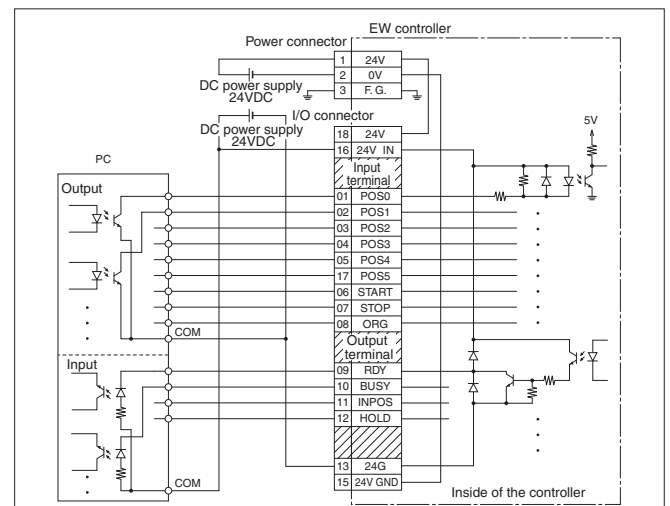 EW controller
Power connector
1 24V
2 0V
3 F. G.
DC power supply
24VDC
I/O connector
DC power supply
24VDC
18 24V
16 24V IN
5V
PC
Input
terminal
Output
01 POS0
02 POS1
03 POS2
04 POS3
05 POS4
17 POS5
06 START
07 STOP
08 ORG
COM
Output
terminal
Input
09 RDY
10 BUSY
11 INPOS
12 HOLD
13 24G
COM
15 24V GND
Inside of the controller